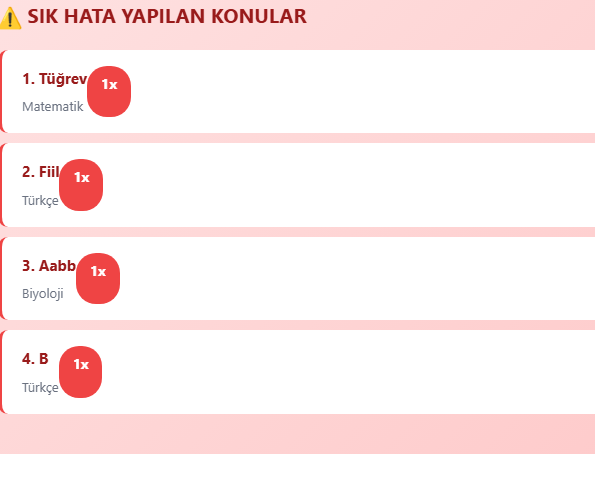 ⚠️ SIK HATA YAPILAN KONULAR
1. Tüğrev
1x
Matematik
2. Fiil
1x
Türkçe
3. Aabb
1x
Biyoloji
4. B
1x
Türkçe